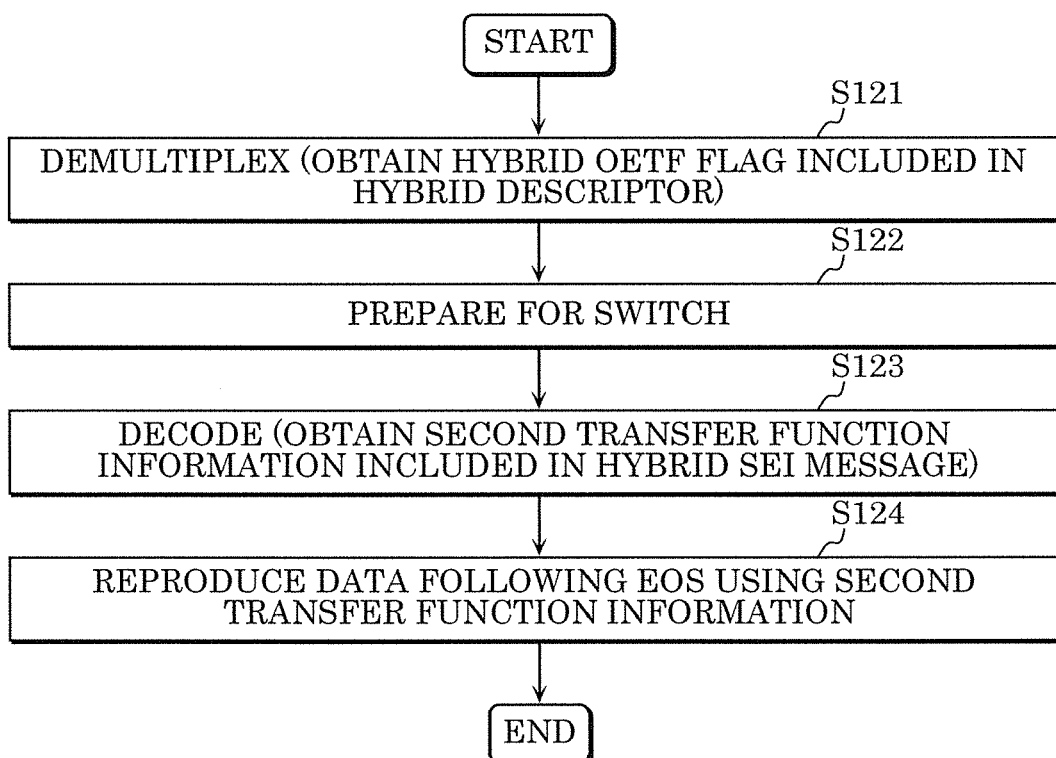 START
S121
DEMULTIPLEX (OBTAIN HYBRID OETF FLAG INCLUDED IN
HYBRID DESCRIPTOR)
S122
PREPARE FOR SWITCH
S123
DECODE (OBTAIN SECOND TRANSFER FUNCTION
INFORMATION INCLUDED IN HYBRID SEI MESSAGE)
S124
REPRODUCE DATA FOLLOWING EOS USING SECOND
TRANSFER FUNCTION INFORMATION
END